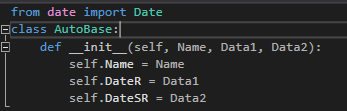 from date import Date
class AutoBase:
    def __init__(self, Name, Data1, Data2):
        self.Name = Name
        self.DateR = Data1
        self.DateSR = Data2